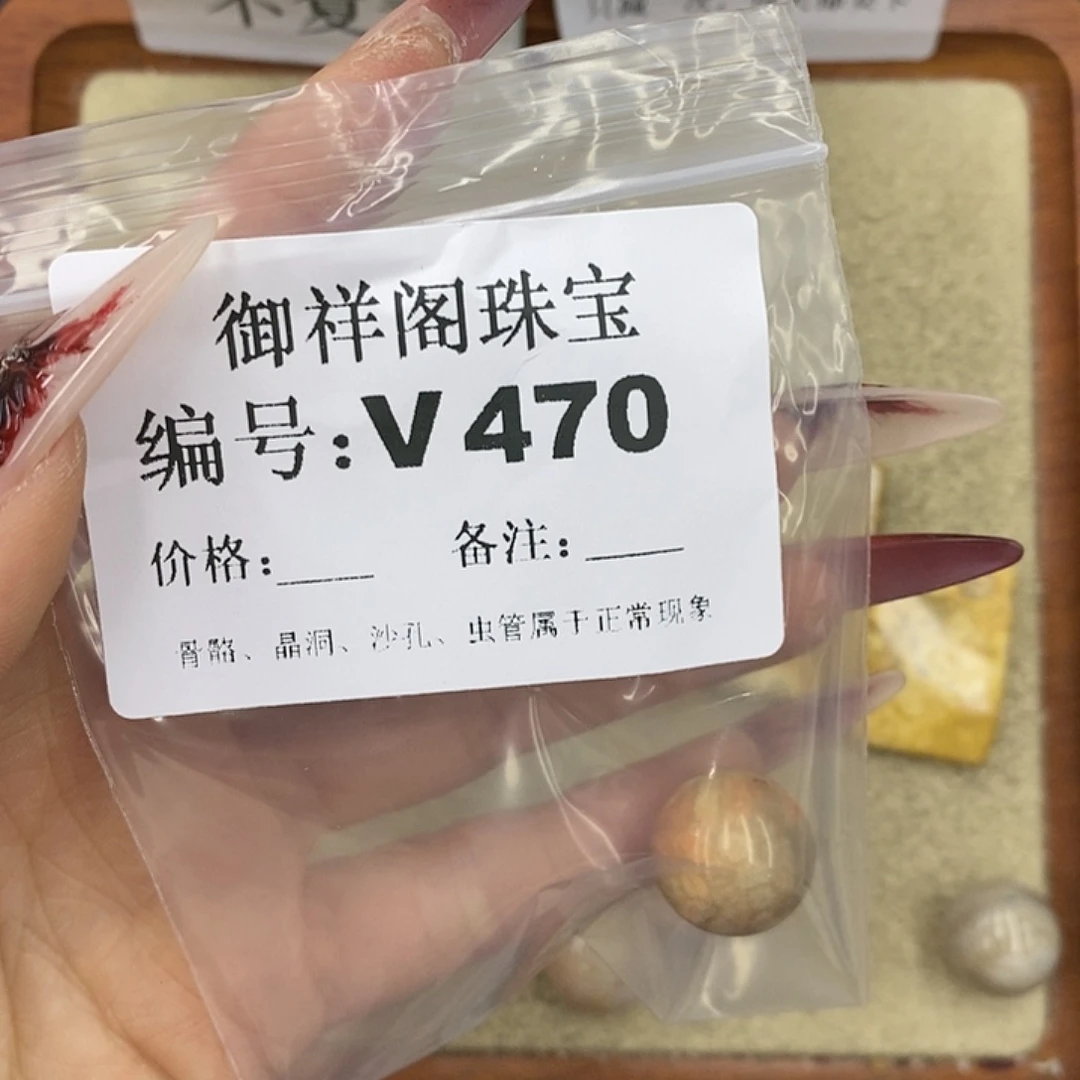 御祥阁珠宝
编号:V470
价格:____ 备注:____
骨骼、晶洞、沙孔、虫管属于正常现象